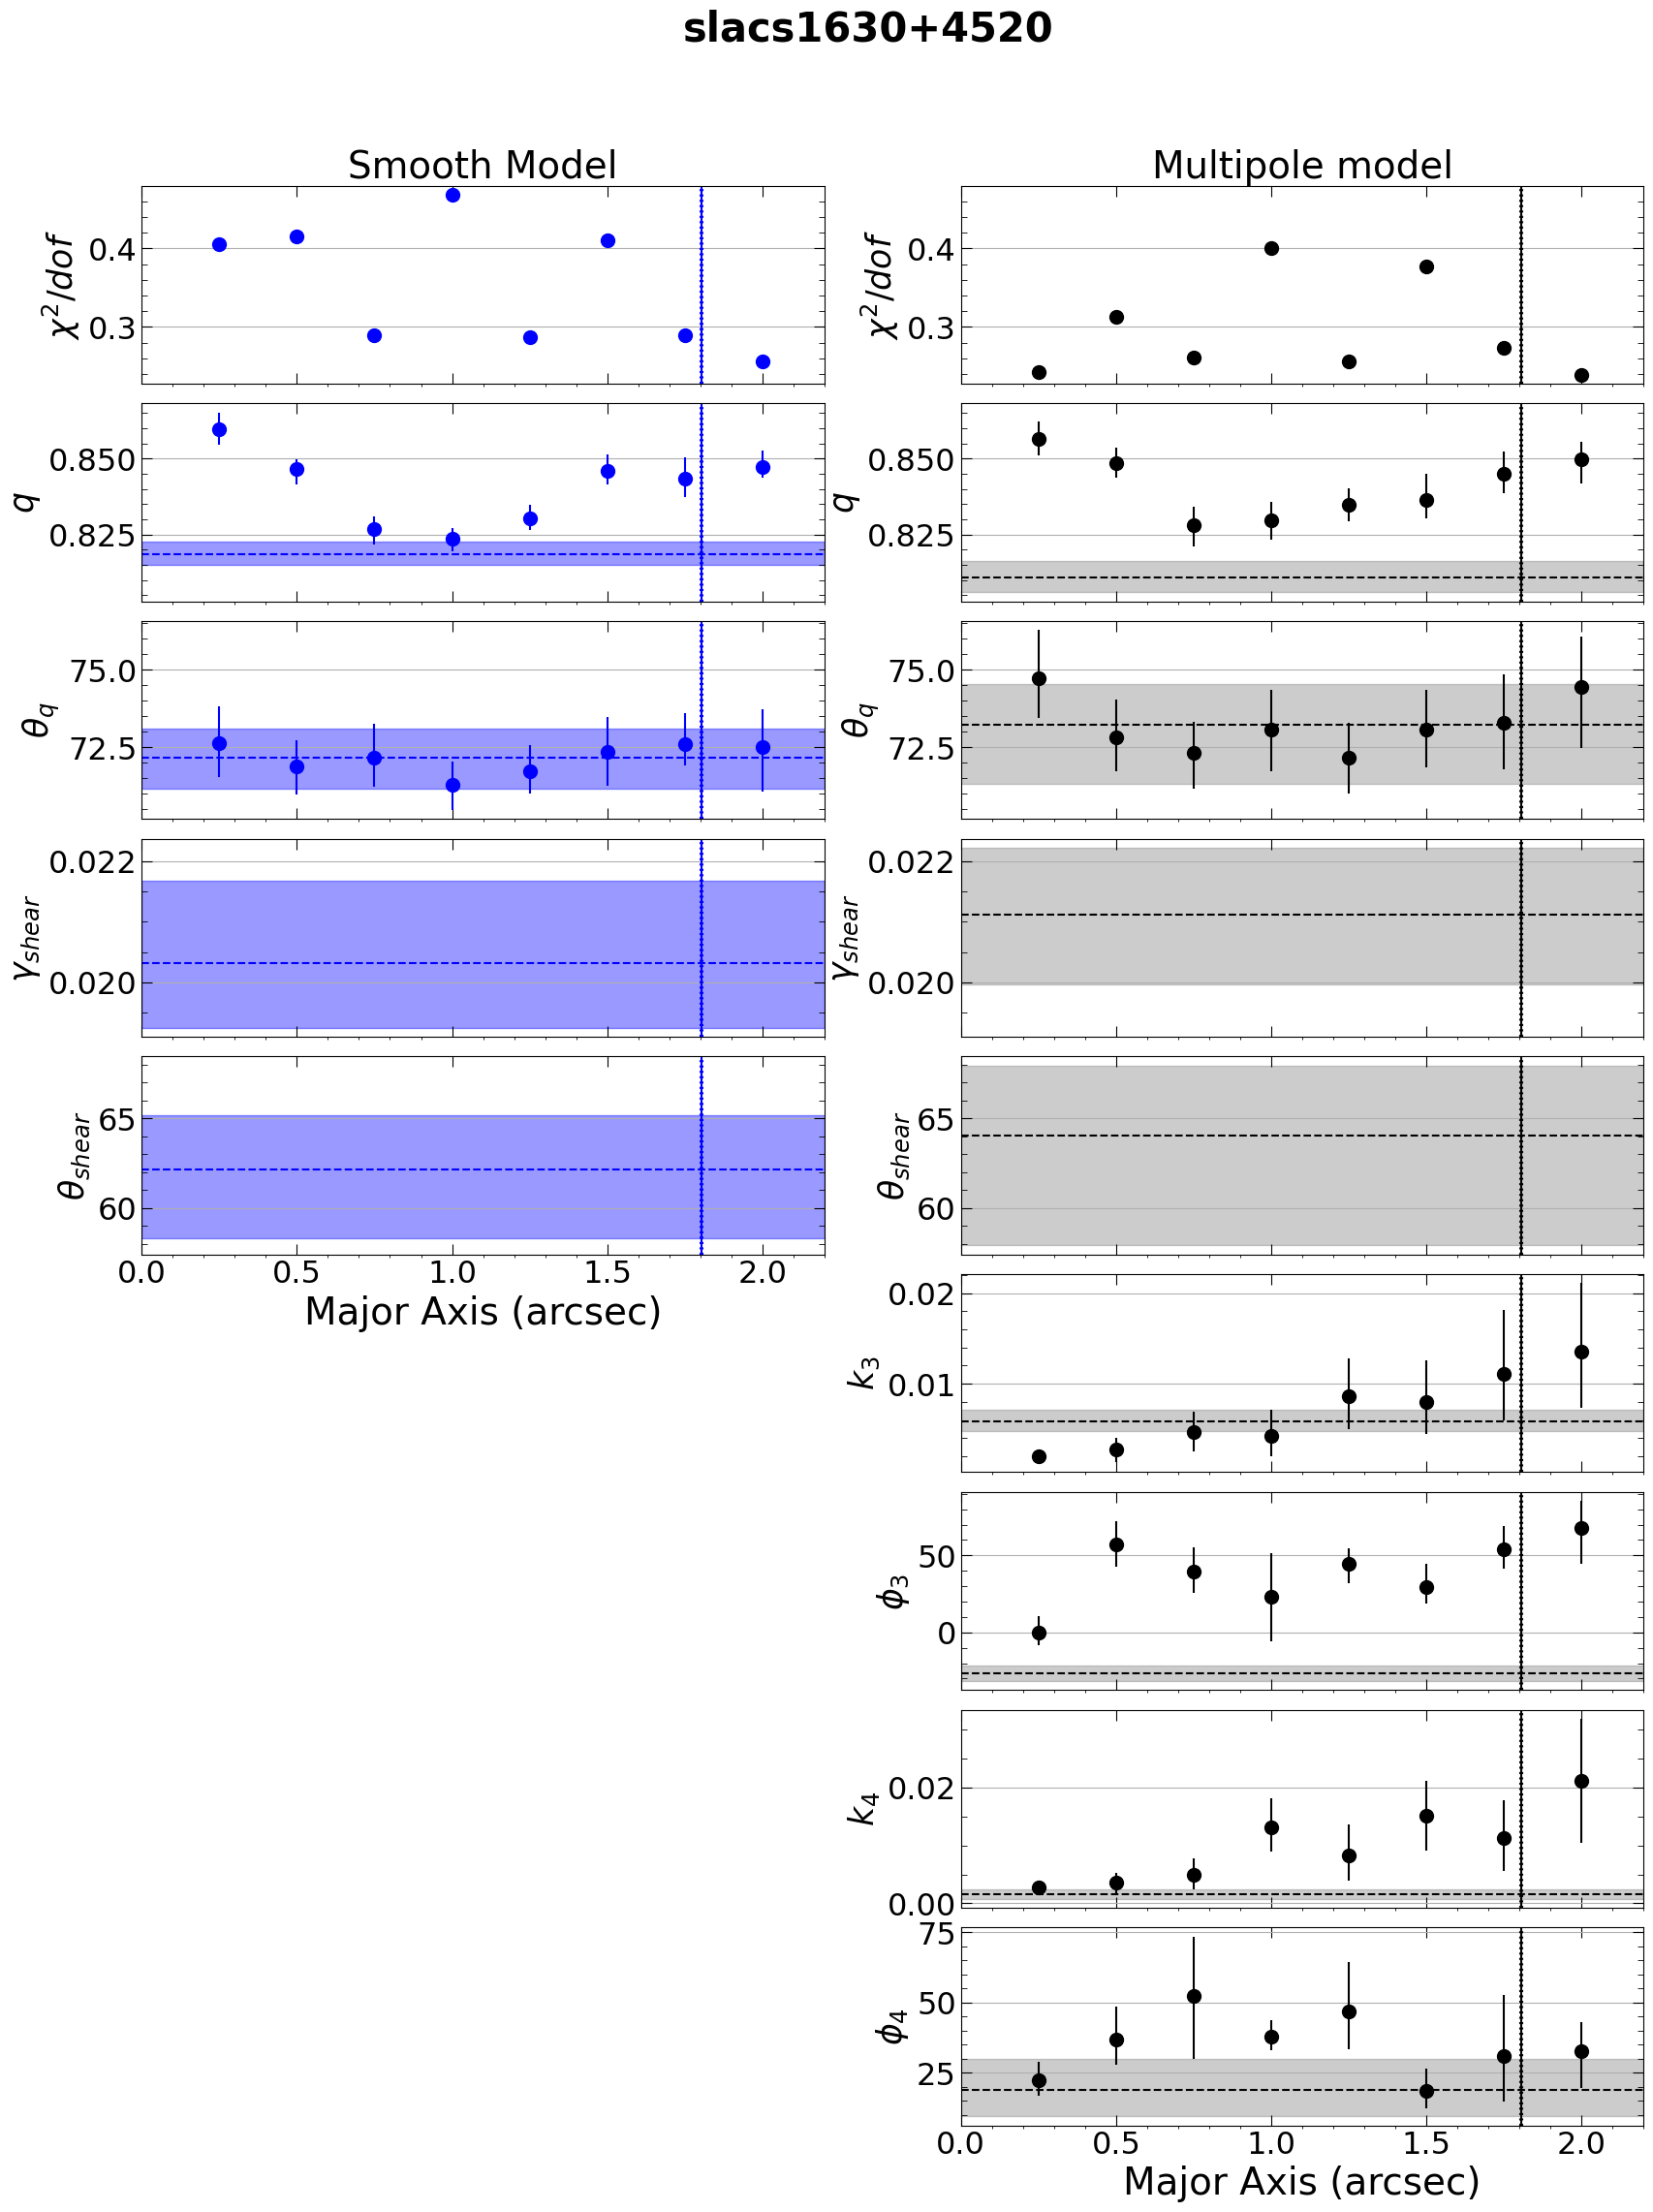 slacs1630+4520
Smooth Model
Multipole model
χ²/dof
0.4
0.3
χ²/dof
0.4
0.3
q
0.850
0.825
q
0.850
0.825
θq
75.0
72.5
θq
75.0
72.5
γshear
0.022
0.020
γshear
0.022
0.020
θshear
65
60
θshear
65
60
0.0 0.5 1.0 1.5 2.0
Major Axis (arcsec)
k3
0.02
0.01
ϕ3
50
0
k4
0.02
0.00
ϕ4
75
50
25
0.0 0.5 1.0 1.5 2.0
Major Axis (arcsec)